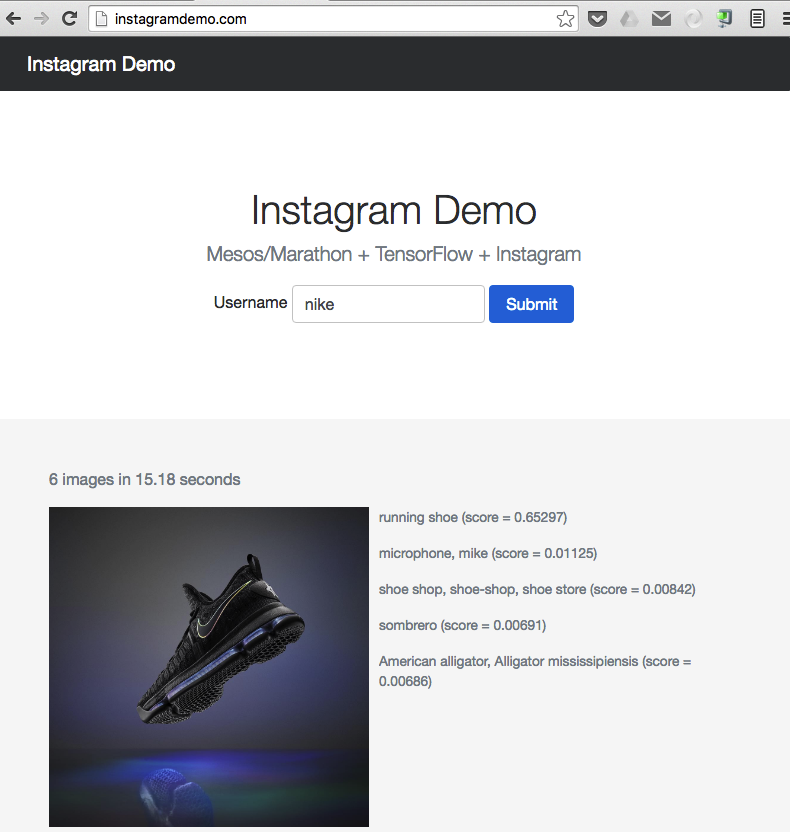 instagramdemo.com
Instagram Demo
Instagram Demo
Mesos/Marathon + TensorFlow + Instagram
Username nike Submit
6 images in 15.18 seconds
running shoe (score = 0.65297)
microphone, mike (score = 0.01125)
shoe shop, shoe-shop, shoe store (score = 0.00842)
sombrero (score = 0.00691)
American alligator, Alligator mississipiensis (score =
0.00686)